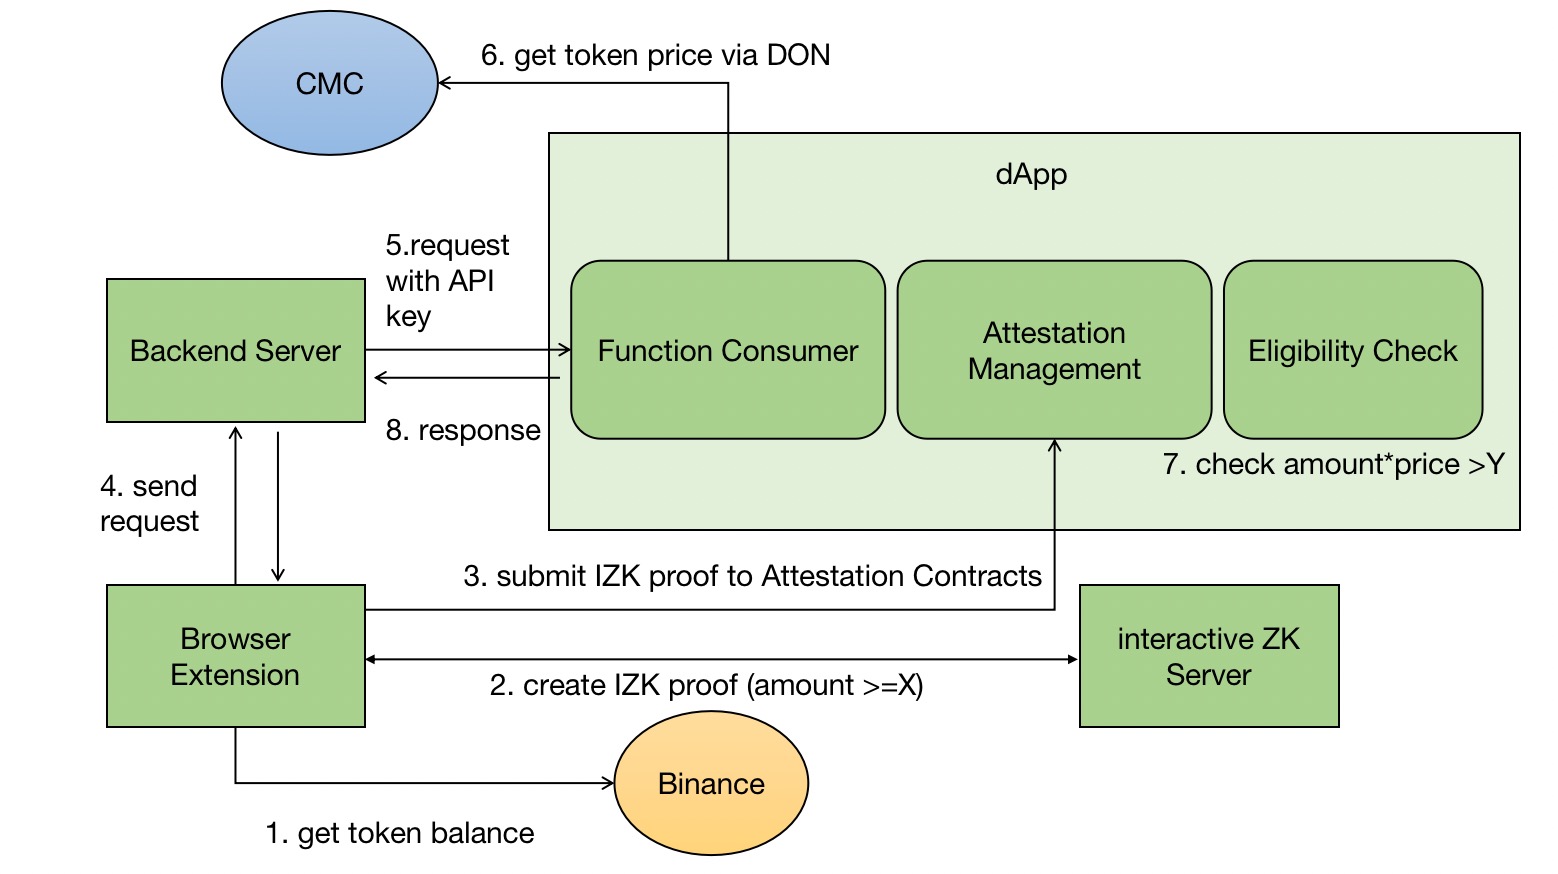 6. get token price via DON
CMC
dApp
5.request
with API
key
Backend Server
Function Consumer
Attestation
Management
Eligibility Check
8. response
7. check amount*price >Y
4. send
request
3. submit IZK proof to Attestation Contracts
Browser
Extension
interactive ZK
Server
2. create IZK proof (amount >=X)
Binance
1. get token balance